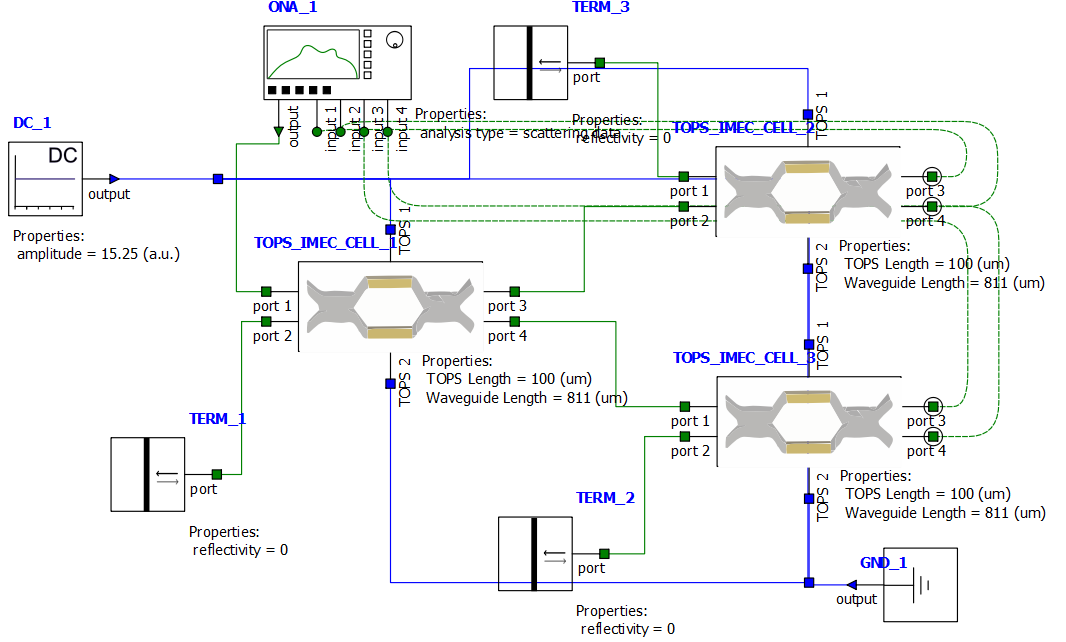 ONA_1
TERM_3
port
output
input 1
input 2
input 3
input 4
Properties:
analysis type = scattering data
Properties:
reflectivity = 0
DC_1
DC
output
Properties:
amplitude = 15.25 (a.u.)
TOPS_IMEC_CELL_2
TOPS 1
port 1
port 2
port 3
port 4
TOPS 2
Properties:
TOPS Length = 100 (um)
Waveguide Length = 811 (um)
TOPS_IMEC_CELL_1
TOPS 1
port 1
port 2
port 3
port 4
TOPS 2
Properties:
TOPS Length = 100 (um)
Waveguide Length = 811 (um)
TOPS_IMEC_CELL_3
TOPS 1
port 1
port 2
port 3
port 4
TOPS 2
Properties:
TOPS Length = 100 (um)
Waveguide Length = 811 (um)
TERM_1
port
Properties:
reflectivity = 0
TERM_2
port
Properties:
reflectivity = 0
GND_1
output